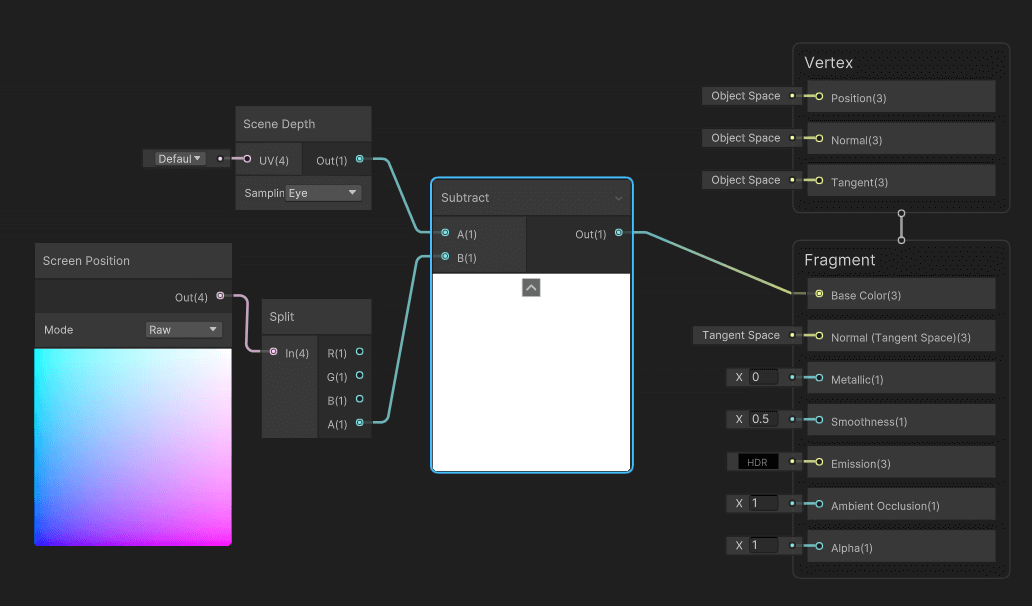 Vertex
Object Space
Position(3)
Object Space
Normal(3)
Object Space
Tangent(3)
Scene Depth
Defaul
UV(4)
Out(1)
Samplin
Eye
Subtract
A(1)
Out(1)
B(1)
Screen Position
Out(4)
Mode
Raw
Split
In(4)
R(1)
G(1)
B(1)
A(1)
Fragment
Base Color(3)
Tangent Space
Normal (Tangent Space)(3)
X 0
Metallic(1)
X 0.5
Smoothness(1)
HDR
Emission(3)
X 1
Ambient Occlusion(1)
X 1
Alpha(1)